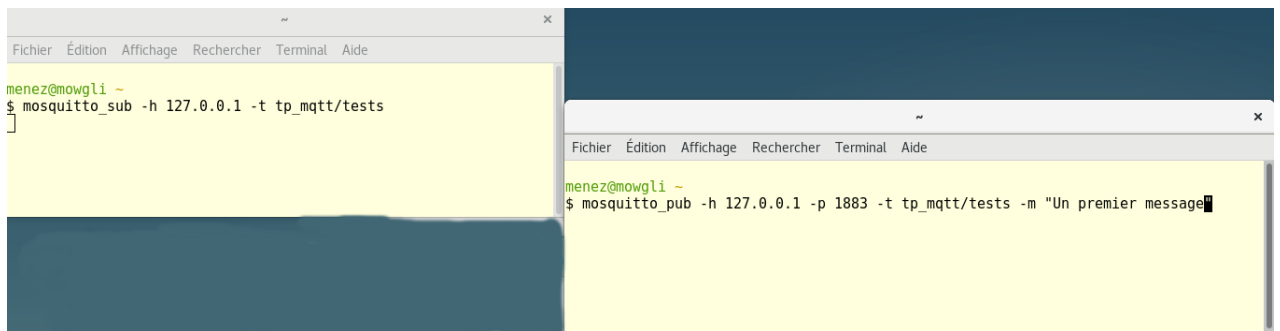 ~ ×
Fichier Édition Affichage Rechercher Terminal Aide
menez@mowgli ~
$ mosquitto_sub -h 127.0.0.1 -t tp_mqtt/tests
~ ×
Fichier Édition Affichage Rechercher Terminal Aide
menez@mowgli ~
$ mosquitto_pub -h 127.0.0.1 -p 1883 -t tp_mqtt/tests -m "Un premier message"